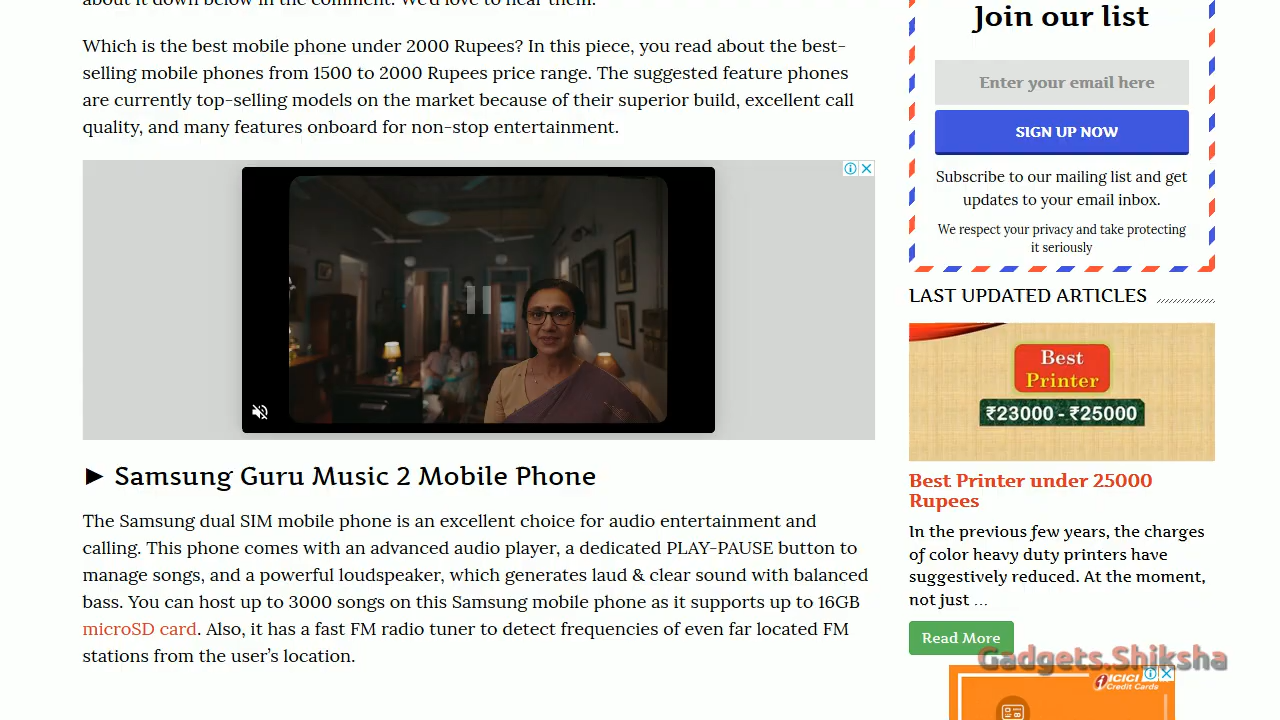 about it down below in the comment. We'd love to hear them.
Which is the best mobile phone under 2000 Rupees? In this piece, you read about the best-
selling mobile phones from 1500 to 2000 Rupees price range. The suggested feature phones
are currently top-selling models on the market because of their superior build, excellent call
quality, and many features onboard for non-stop entertainment.
► Samsung Guru Music 2 Mobile Phone
The Samsung dual SIM mobile phone is an excellent choice for audio entertainment and
calling. This phone comes with an advanced audio player, a dedicated PLAY-PAUSE button to
manage songs, and a powerful loudspeaker, which generates laud & clear sound with balanced
bass. You can host up to 3000 songs on this Samsung mobile phone as it supports up to 16GB
microSD card. Also, it has a fast FM radio tuner to detect frequencies of even far located FM
stations from the user's location.
Join our list
Enter your email here
SIGN UP NOW
Subscribe to our mailing list and get
updates to your email inbox.
We respect your privacy and take protecting
it seriously
LAST UPDATED ARTICLES
Best
Printer
₹23000 - ₹25000
Best Printer under 25000
Rupees
In the previous few years, the charges
of color heavy duty printers have
suggestively reduced. At the moment,
not just ...
Read More
Gadgets.Shiksha
ICICI
Credit Cards